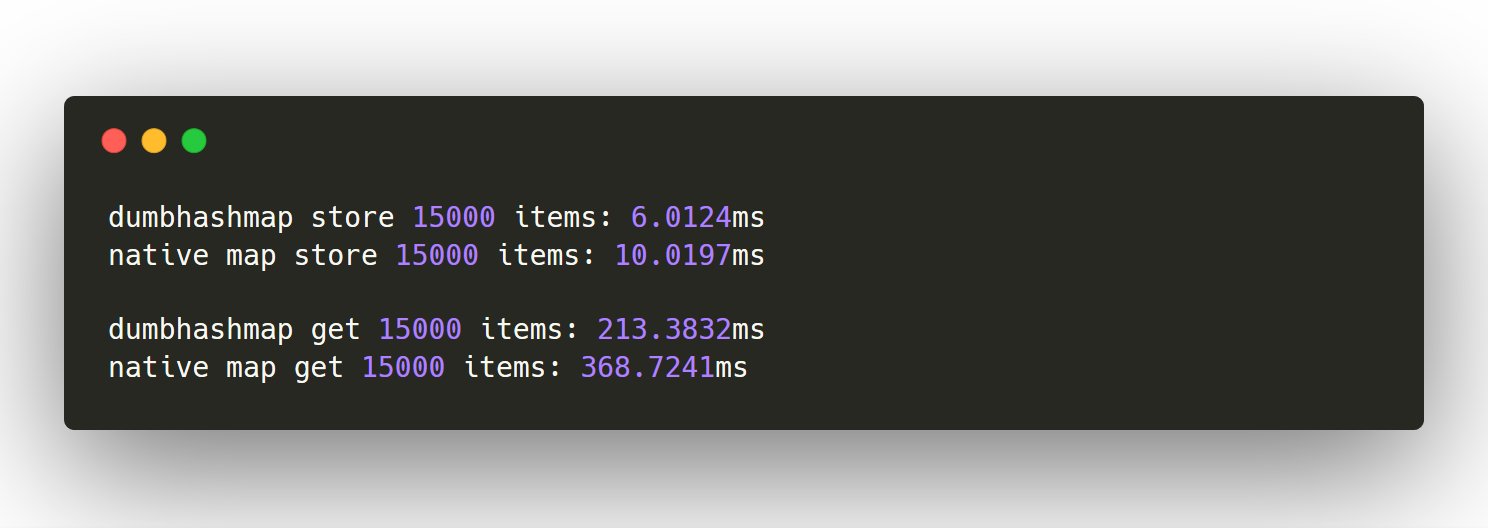 dumbhashmap store 15000 items: 6.0124ms
native map store 15000 items: 10.0197ms
dumbhashmap get 15000 items: 213.3832ms
native map get 15000 items: 368.7241ms